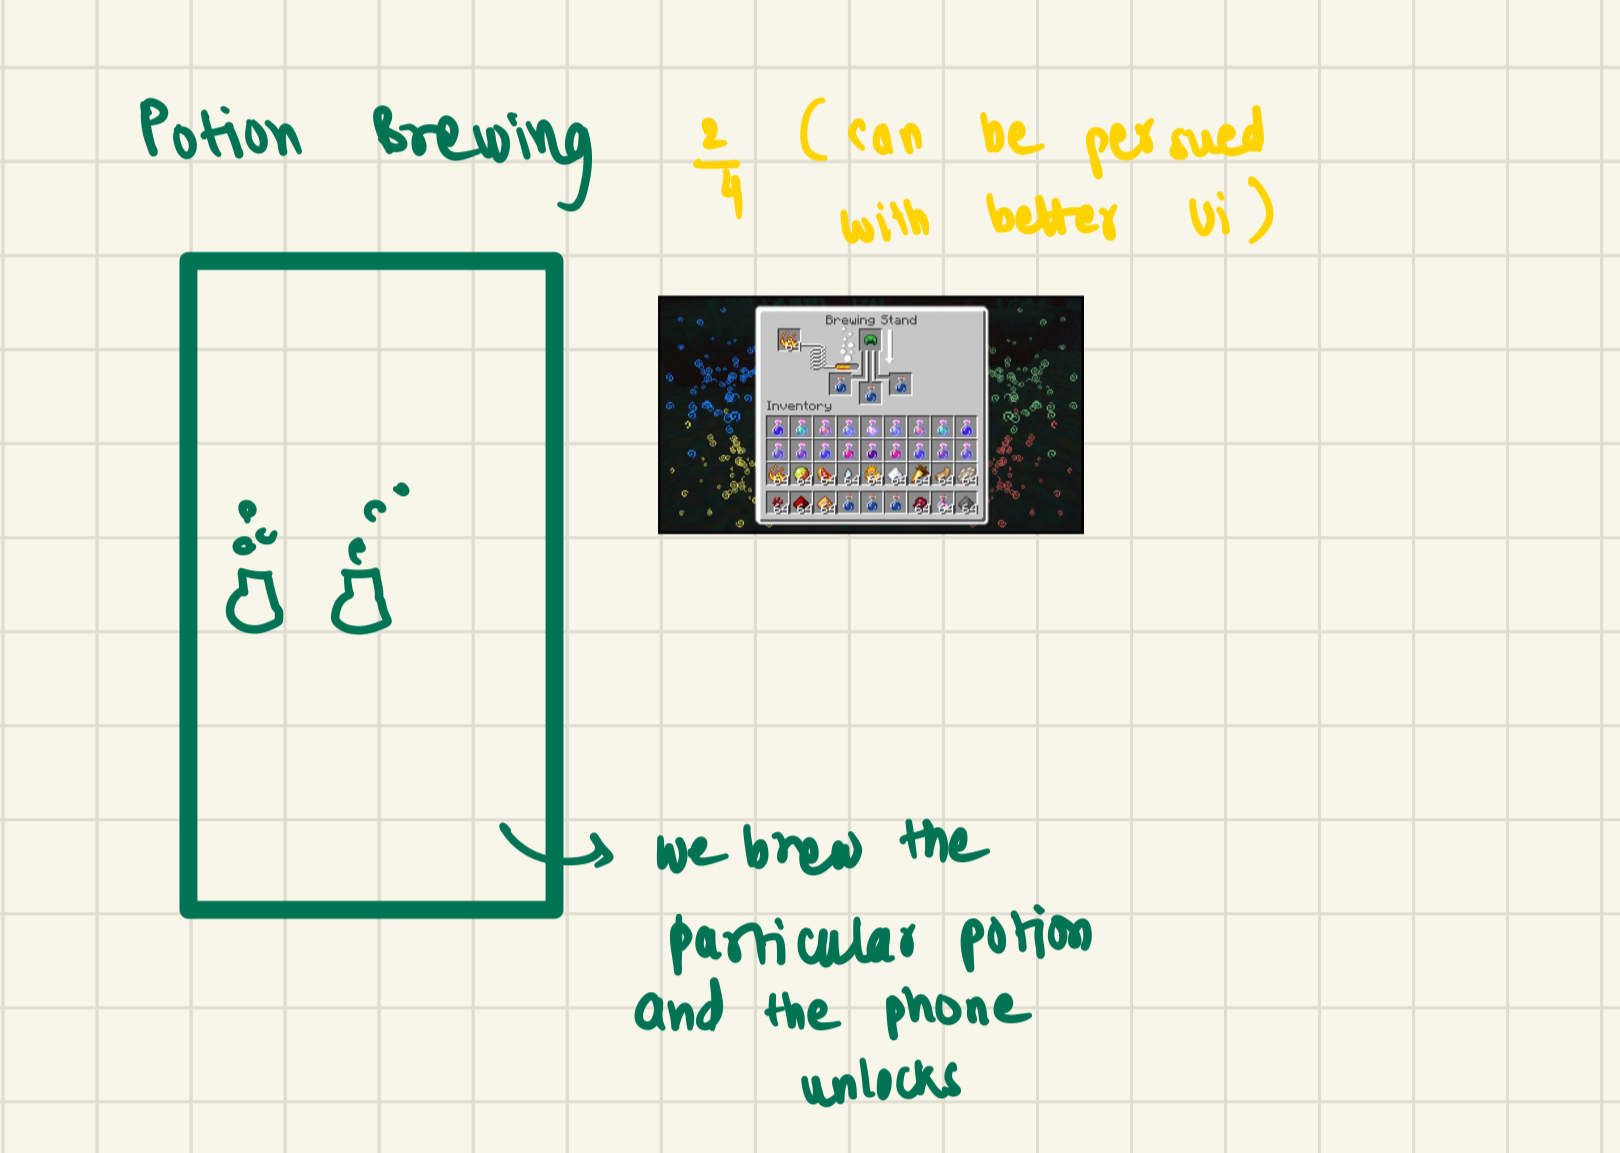 Potion Brewing
2/4 (can be persued
with better Ui)
Brewing Stand
64
Inventory
64 64 64 64 64 64 64 64 64
64 64 64 64 64 64
we brew the
particular potion
and the phone
unlocks